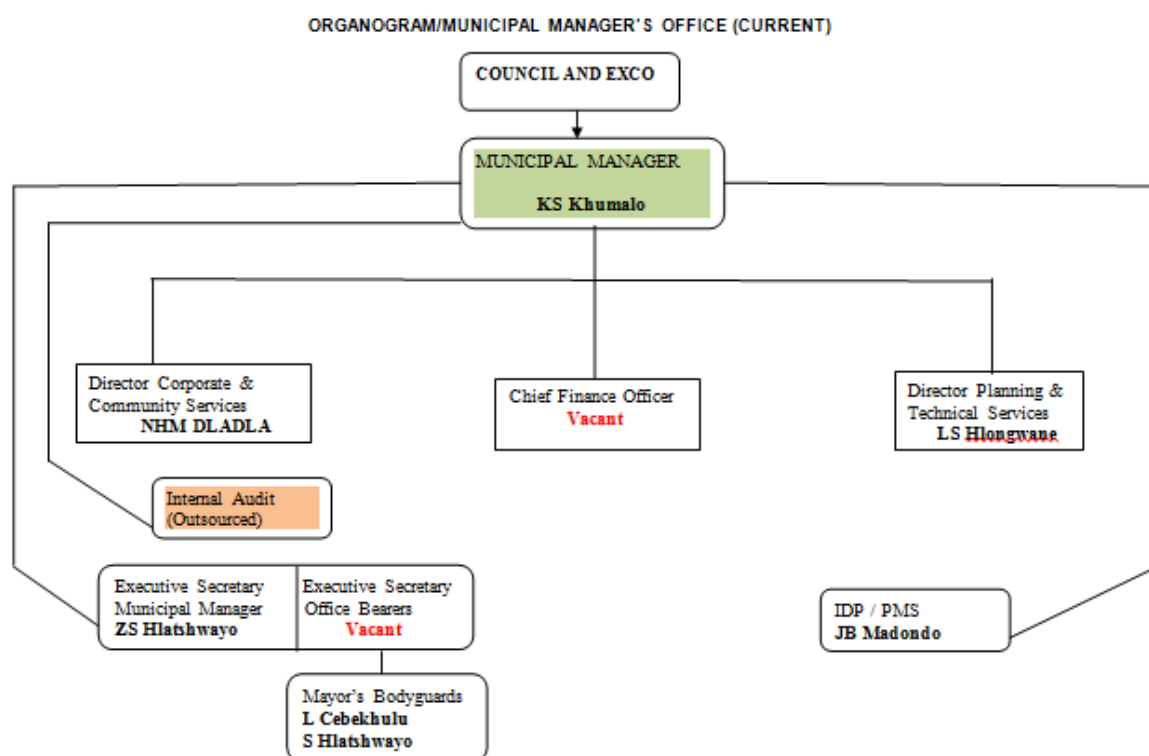 ORGANOGRAM/MUNICIPAL MANAGER'S OFFICE (CURRENT)
COUNCIL AND EXCO
MUNICIPAL MANAGER
KS Khumalo
Director Corporate &
Community Services
NHM DLADLA
Chief Finance Officer
Vacant
Director Planning &
Technical Services
LS Hlongwane
Internal Audit
(Outsourced)
Executive Secretary
Municipal Manager
ZS Hlatshwayo
Executive Secretary
Office Bearers
Vacant
IDP / PMS
JB Madondo
Mayor's Bodyguards
L Cebekhulu
S Hlatshwayo